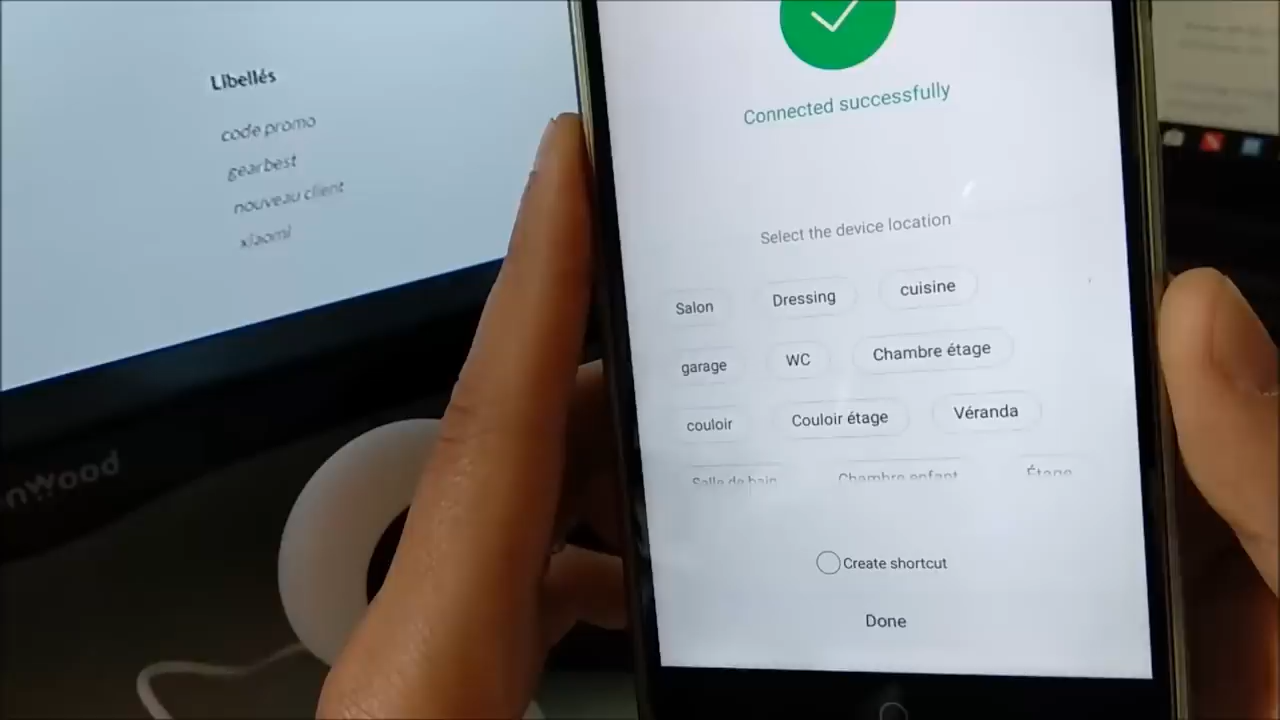 Libellés
code promo
gearbest
nouveau client
xiaomi
nWood
Connected successfully
Select the device location
Salon Dressing cuisine
garage WC Chambre étage
couloir Couloir étage Véranda
Salle de bain Chambre enfant Étage
Create shortcut
Done